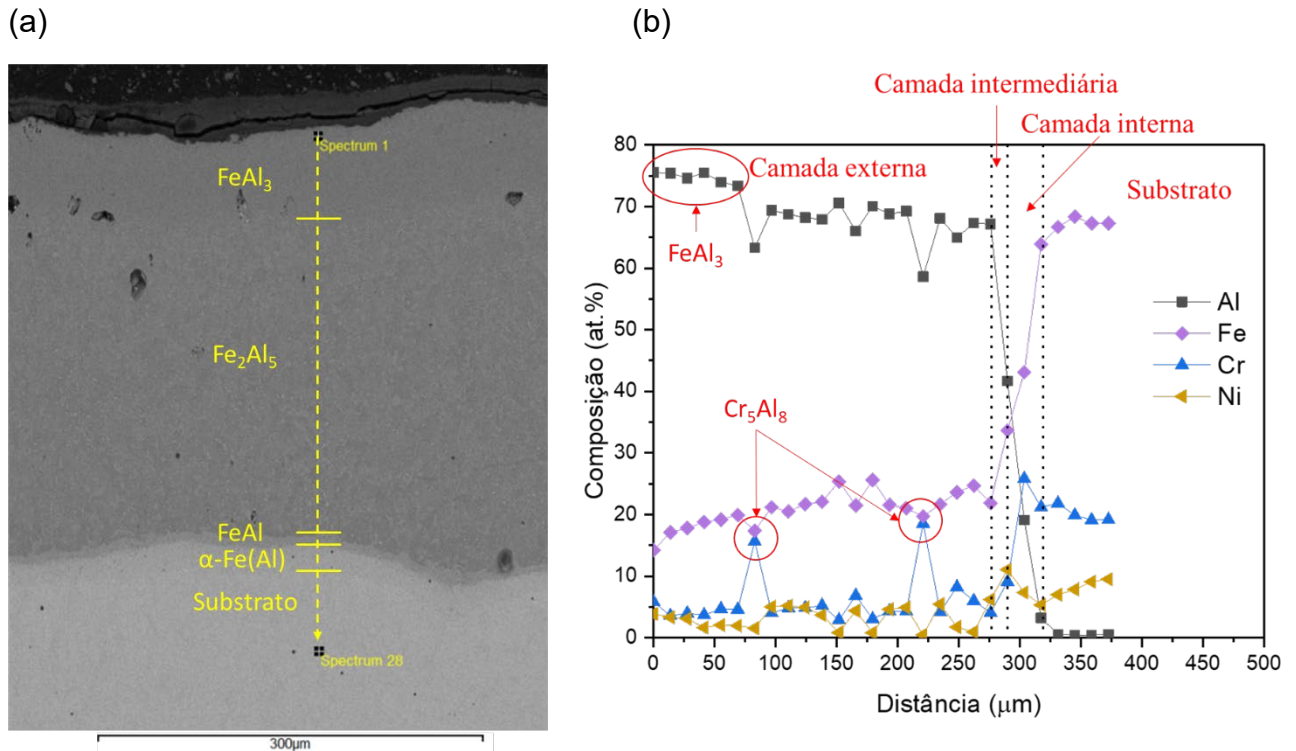 (a)
(b)
Spectrum 1
FeAl₃
Fe₂Al₅
FeAl
α-Fe(Al)
Substrato
Spectrum 28
300µm
Camada intermediária
Camada interna
Camada externa
Substrato
FeAl₃
Cr₅Al₈
Al
Fe
Cr
Ni
Composição (at.%)
80
70
60
50
40
30
20
10
0
0 50 100 150 200 250 300 350 400 450 500
Distância (µm)